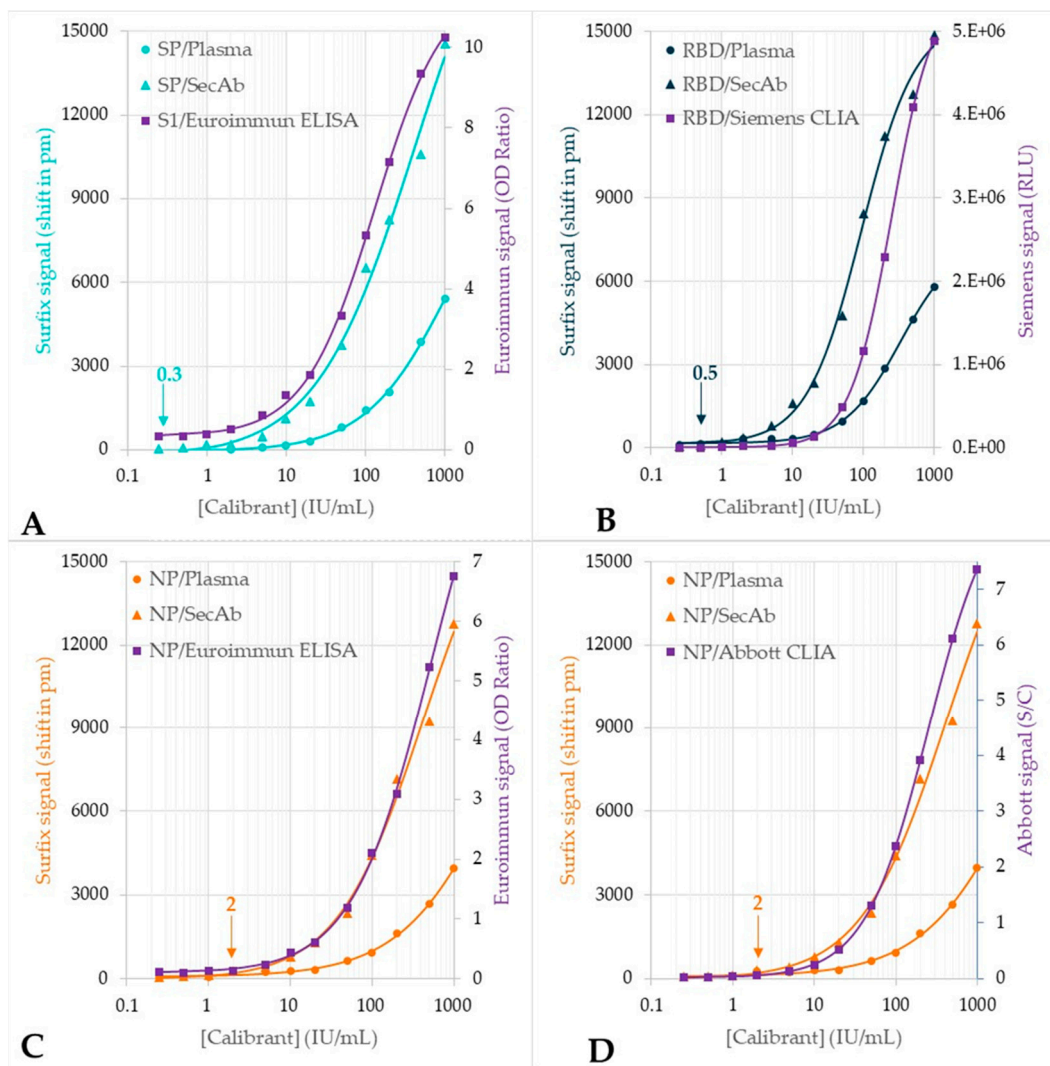 15000
12000
9000
6000
3000
0
Surfix signal (shift in pm)
SP/Plasma
SP/SecAb
S1/Euroimmun ELISA
0.3
10
8
6
4
2
0
Euroimmun signal (OD Ratio)
0.1 1 10 100 1000
[Calibrant] (IU/mL)
A
15000
12000
9000
6000
3000
0
Surfix signal (shift in pm)
RBD/Plasma
RBD/SecAb
RBD/Siemens CLIA
0.5
5.E+06
4.E+06
3.E+06
2.E+06
1.E+06
0.E+00
Siemens signal (RLU)
0.1 1 10 100 1000
[Calibrant] (IU/mL)
B
15000
12000
9000
6000
3000
0
Surfix signal (shift in pm)
NP/Plasma
NP/SecAb
NP/Euroimmun ELISA
2
7
6
5
4
3
2
1
0
Euroimmun signal (OD Ratio)
0.1 1 10 100 1000
[Calibrant] (IU/mL)
C
15000
12000
9000
6000
3000
0
Surfix signal (shift in pm)
NP/Plasma
NP/SecAb
NP/Abbott CLIA
2
7
6
5
4
3
2
1
0
Abbott signal (S/C)
0.1 1 10 100 1000
[Calibrant] (IU/mL)
D